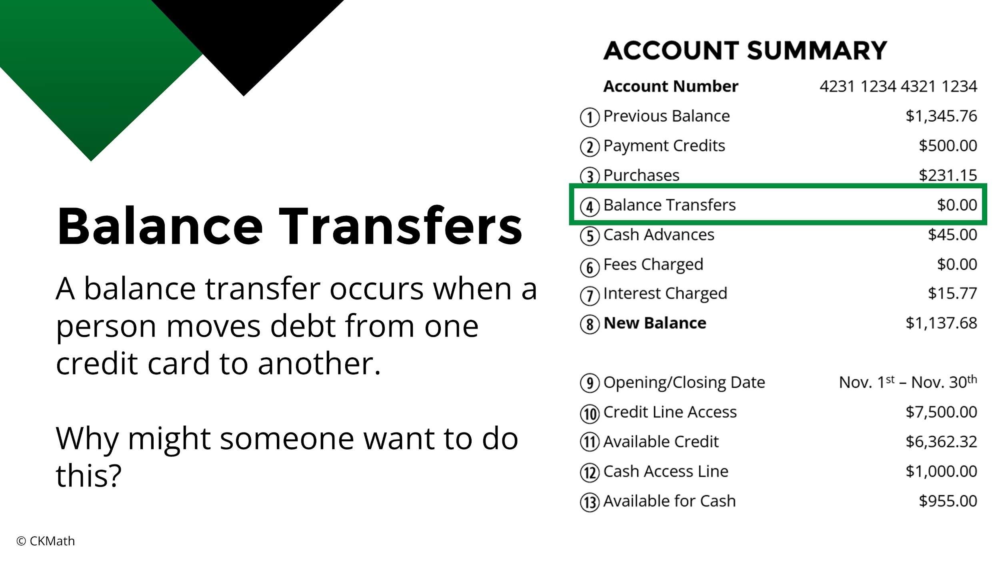 Balance Transfers
A balance transfer occurs when a
person moves debt from one
credit card to another.
Why might someone want to do
this?
© CKMath
ACCOUNT SUMMARY
Account Number 4231 1234 4321 1234
① Previous Balance $1,345.76
② Payment Credits $500.00
③ Purchases $231.15
④ Balance Transfers $0.00
⑤ Cash Advances $45.00
⑥ Fees Charged $0.00
⑦ Interest Charged $15.77
⑧ New Balance $1,137.68
⑨ Opening/Closing Date Nov. 1st – Nov. 30th
⑩ Credit Line Access $7,500.00
⑪ Available Credit $6,362.32
⑫ Cash Access Line $1,000.00
⑬ Available for Cash $955.00